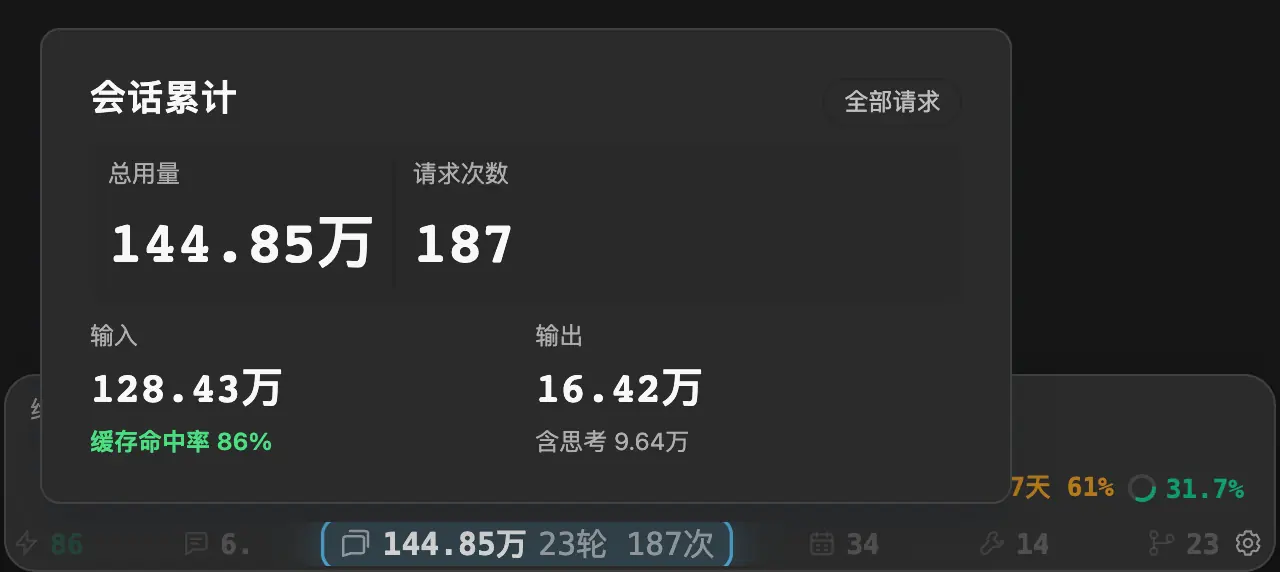 会话累计
全部请求
总用量
请求次数
144.85万
187
输入
输出
128.43万
16.42万
缓存命中率 86%
含思考 9.64万
7天 61% 31.7%
86 6. 144.85万 23轮 187次 34 14 23